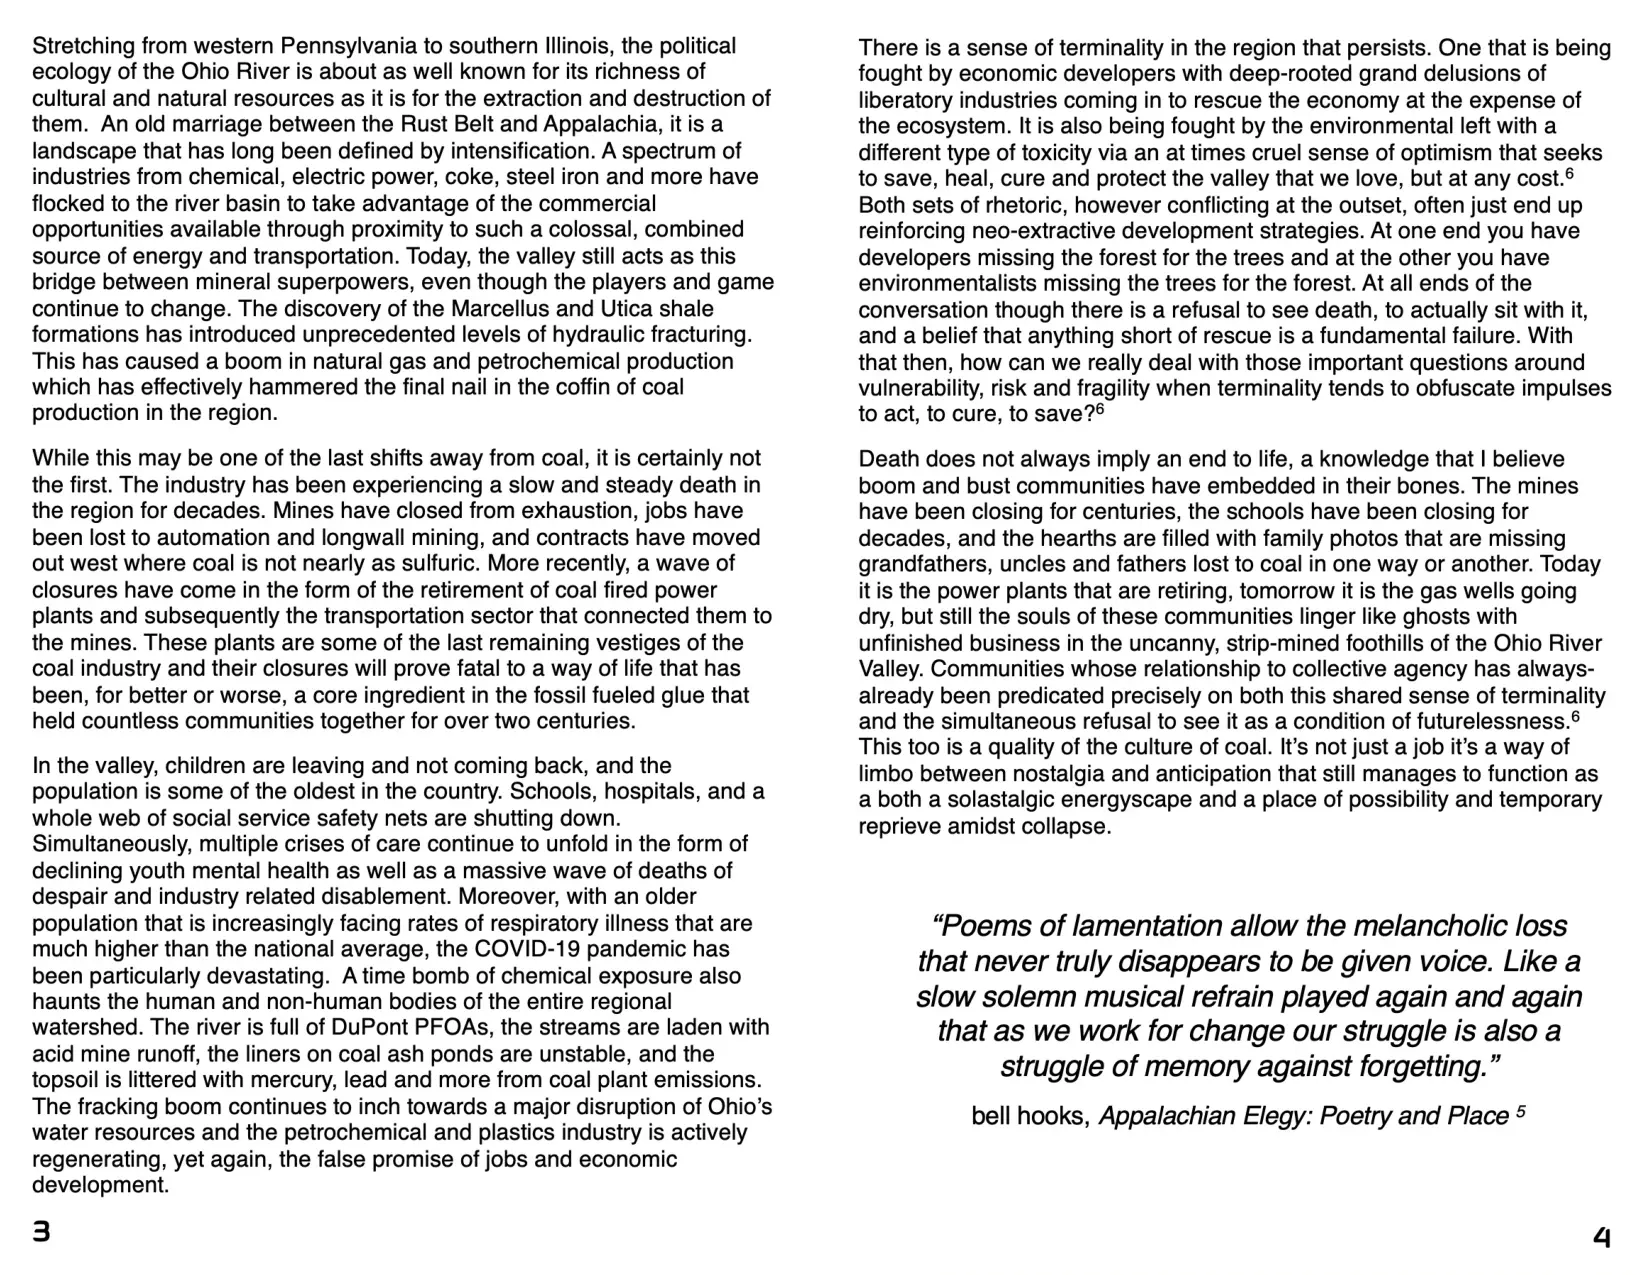 Stretching from western Pennsylvania to southern Illinois, the political
ecology of the Ohio River is about as well known for its richness of
cultural and natural resources as it is for the extraction and destruction of
them.  An old marriage between the Rust Belt and Appalachia, it is a
landscape that has long been defined by intensification. A spectrum of
industries from chemical, electric power, coke, steel iron and more have
flocked to the river basin to take advantage of the commercial
opportunities available through proximity to such a colossal, combined
source of energy and transportation. Today, the valley still acts as this
bridge between mineral superpowers, even though the players and game
continue to change. The discovery of the Marcellus and Utica shale
formations has introduced unprecedented levels of hydraulic fracturing.
This has caused a boom in natural gas and petrochemical production
which has effectively hammered the final nail in the coffin of coal
production in the region.

While this may be one of the last shifts away from coal, it is certainly not
the first. The industry has been experiencing a slow and steady death in
the region for decades. Mines have closed from exhaustion, jobs have
been lost to automation and longwall mining, and contracts have moved
out west where coal is not nearly as sulfuric. More recently, a wave of
closures have come in the form of the retirement of coal fired power
plants and subsequently the transportation sector that connected them to
the mines. These plants are some of the last remaining vestiges of the
coal industry and their closures will prove fatal to a way of life that has
been, for better or worse, a core ingredient in the fossil fueled glue that
held countless communities together for over two centuries.

In the valley, children are leaving and not coming back, and the
population is some of the oldest in the country. Schools, hospitals, and a
whole web of social service safety nets are shutting down.
Simultaneously, multiple crises of care continue to unfold in the form of
declining youth mental health as well as a massive wave of deaths of
despair and industry related disablement. Moreover, with an older
population that is increasingly facing rates of respiratory illness that are
much higher than the national average, the COVID-19 pandemic has
been particularly devastating.  A time bomb of chemical exposure also
haunts the human and non-human bodies of the entire regional
watershed. The river is full of DuPont PFOAs, the streams are laden with
acid mine runoff, the liners on coal ash ponds are unstable, and the
topsoil is littered with mercury, lead and more from coal plant emissions.
The fracking boom continues to inch towards a major disruption of Ohio’s
water resources and the petrochemical and plastics industry is actively
regenerating, yet again, the false promise of jobs and economic
development.

3

There is a sense of terminality in the region that persists. One that is being
fought by economic developers with deep-rooted grand delusions of
liberatory industries coming in to rescue the economy at the expense of
the ecosystem. It is also being fought by the environmental left with a
different type of toxicity via an at times cruel sense of optimism that seeks
to save, heal, cure and protect the valley that we love, but at any cost.⁶
Both sets of rhetoric, however conflicting at the outset, often just end up
reinforcing neo-extractive development strategies. At one end you have
developers missing the forest for the trees and at the other you have
environmentalists missing the trees for the forest. At all ends of the
conversation though there is a refusal to see death, to actually sit with it,
and a belief that anything short of rescue is a fundamental failure. With
that then, how can we really deal with those important questions around
vulnerability, risk and fragility when terminality tends to obfuscate impulses
to act, to cure, to save?⁶

Death does not always imply an end to life, a knowledge that I believe
boom and bust communities have embedded in their bones. The mines
have been closing for centuries, the schools have been closing for
decades, and the hearths are filled with family photos that are missing
grandfathers, uncles and fathers lost to coal in one way or another. Today
it is the power plants that are retiring, tomorrow it is the gas wells going
dry, but still the souls of these communities linger like ghosts with
unfinished business in the uncanny, strip-mined foothills of the Ohio River
Valley. Communities whose relationship to collective agency has always-
already been predicated precisely on both this shared sense of terminality
and the simultaneous refusal to see it as a condition of futurelessness.⁶
This too is a quality of the culture of coal. It’s not just a job it’s a way of
limbo between nostalgia and anticipation that still manages to function as
a both a solastalgic energyscape and a place of possibility and temporary
reprieve amidst collapse.

“Poems of lamentation allow the melancholic loss
that never truly disappears to be given voice. Like a
slow solemn musical refrain played again and again
that as we work for change our struggle is also a
struggle of memory against forgetting.”

bell hooks, Appalachian Elegy: Poetry and Place ⁵

4